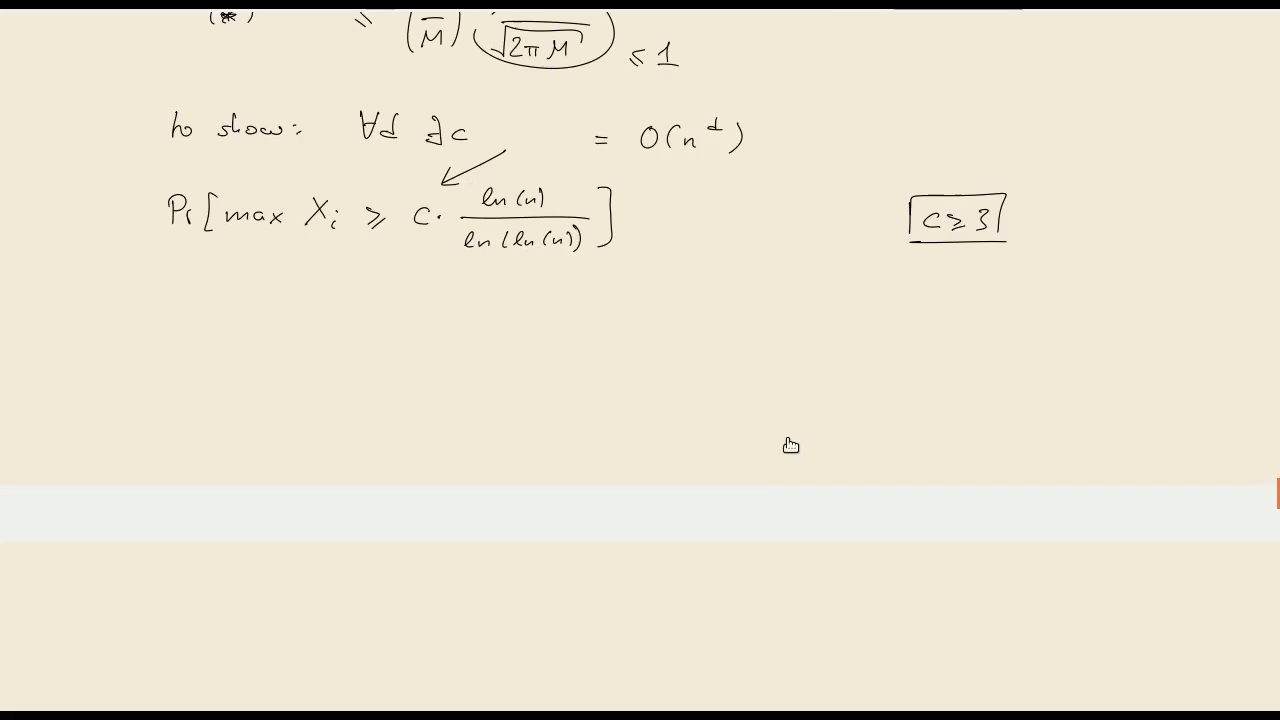 (*) ≤ (‾/M) (‾/√2πM) ≤ 1
to show: ∀d ∃c = O(n^d)
Pr[max X_i ≥ c· ln(n)/ln(ln(n))]
c ≥ 3